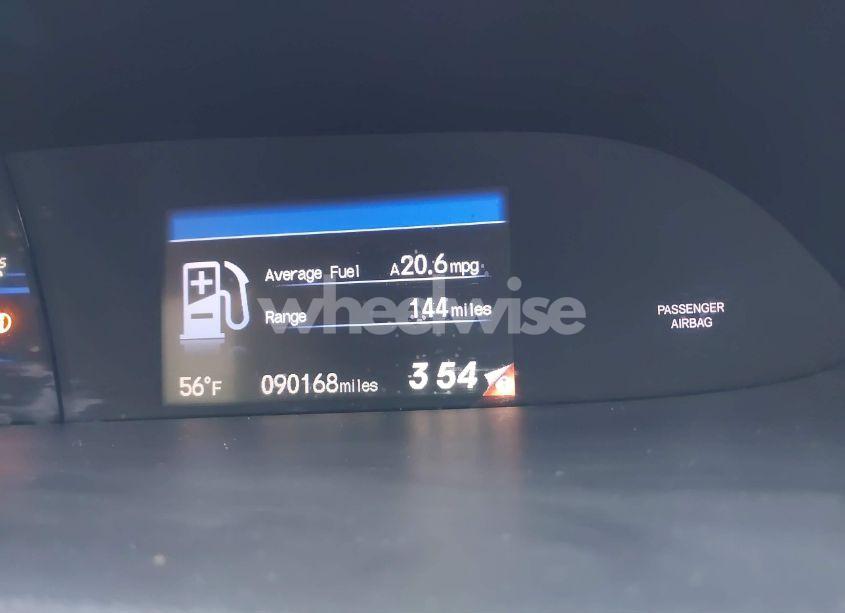 Average Fuel A20.6mpg
Range 144miles
56°F 090168miles 3 54
PASSENGER
AIRBAG
wheelwise